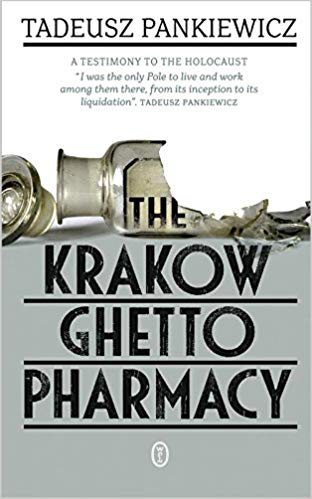 TADEUSZ PANKIEWICZ
A TESTIMONY TO THE HOLOCAUST
"I was the only Pole to live and work
among them there, from its inception to its
liquidation". TADEUSZ PANKIEWICZ
THE
KRAKOW
GHETTO
PHARMACY